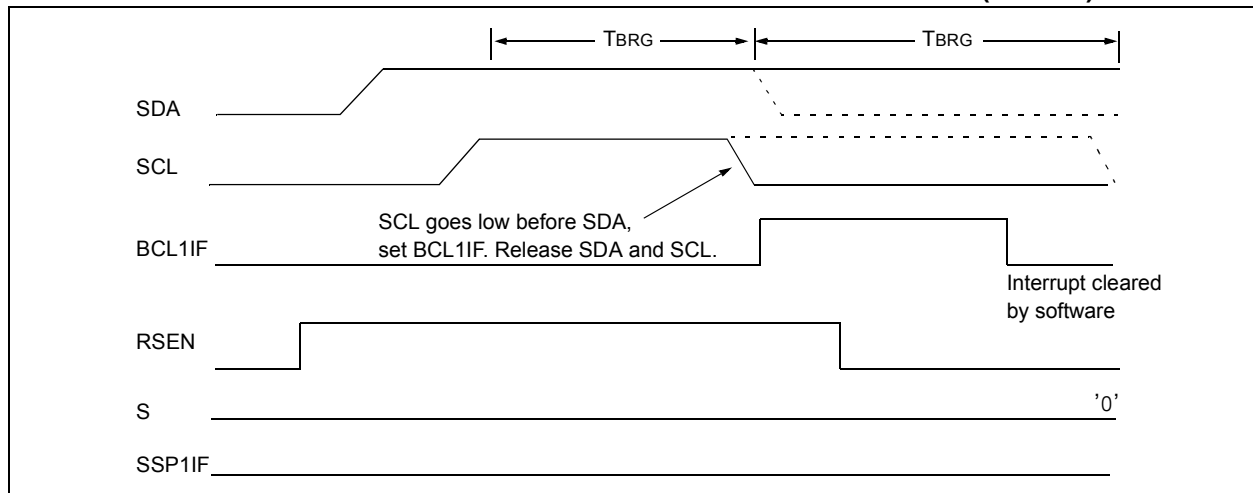 TBRG TBRG
SDA
SCL
SCL goes low before SDA,
set BCL1IF. Release SDA and SCL.
BCL1IF
Interrupt cleared
by software
RSEN
S '0'
SSP1IF